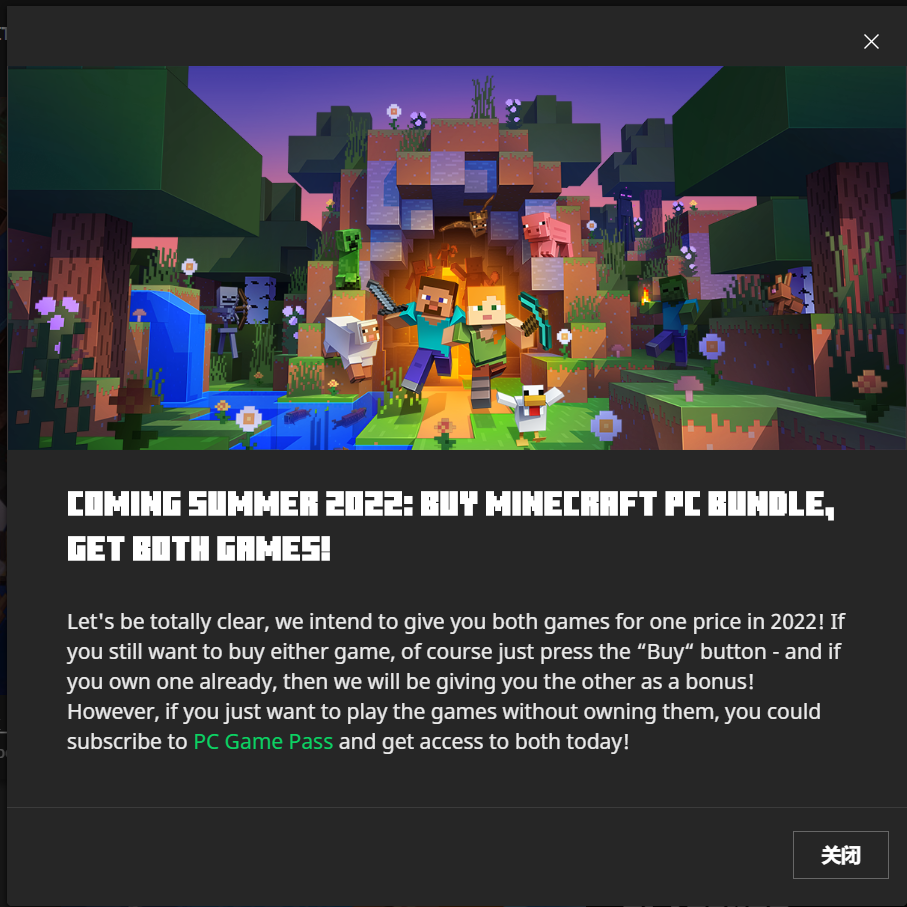 COMING SUMMER 2022: BUY MINECRAFT PC BUNDLE,
GET BOTH GAMES!
Let's be totally clear, we intend to give you both games for one price in 2022! If
you still want to buy either game, of course just press the “Buy“ button - and if
you own one already, then we will be giving you the other as a bonus!
However, if you just want to play the games without owning them, you could
subscribe to PC Game Pass and get access to both today!
关闭